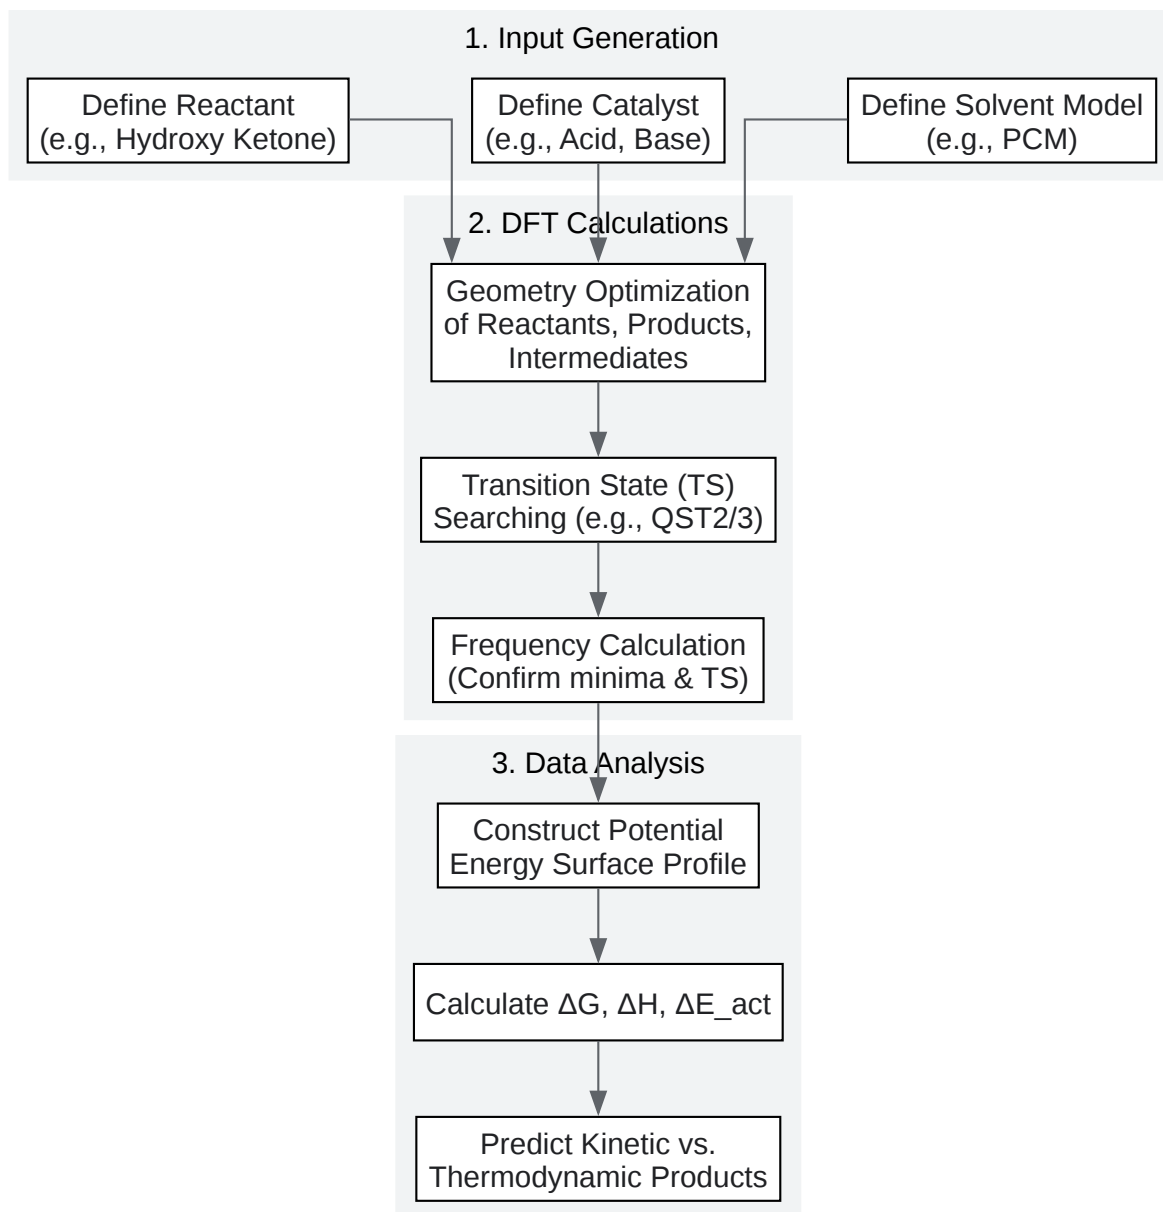 1. Input Generation
Define Reactant
(e.g., Hydroxy Ketone)
Define Catalyst
(e.g., Acid, Base)
Define Solvent Model
(e.g., PCM)
2. DFT Calculations
Geometry Optimization
of Reactants, Products,
Intermediates
Transition State (TS)
Searching (e.g., QST2/3)
Frequency Calculation
(Confirm minima & TS)
3. Data Analysis
Construct Potential
Energy Surface Profile
Calculate ΔG, ΔH, ΔE_act
Predict Kinetic vs.
Thermodynamic Products